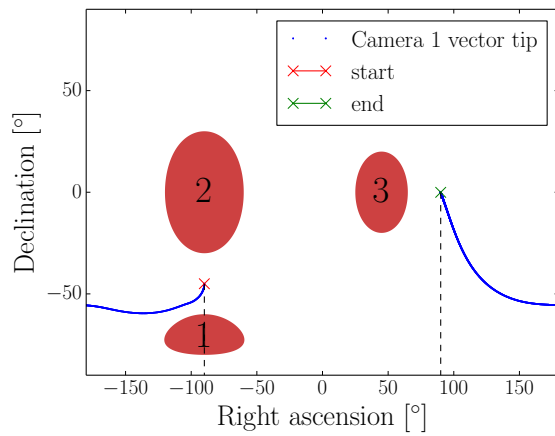 Camera 1 vector tip
start
end
50
0
−50
Declination [°]
2
3
1
−150 −100 −50 0 50 100 150
Right ascension [°]